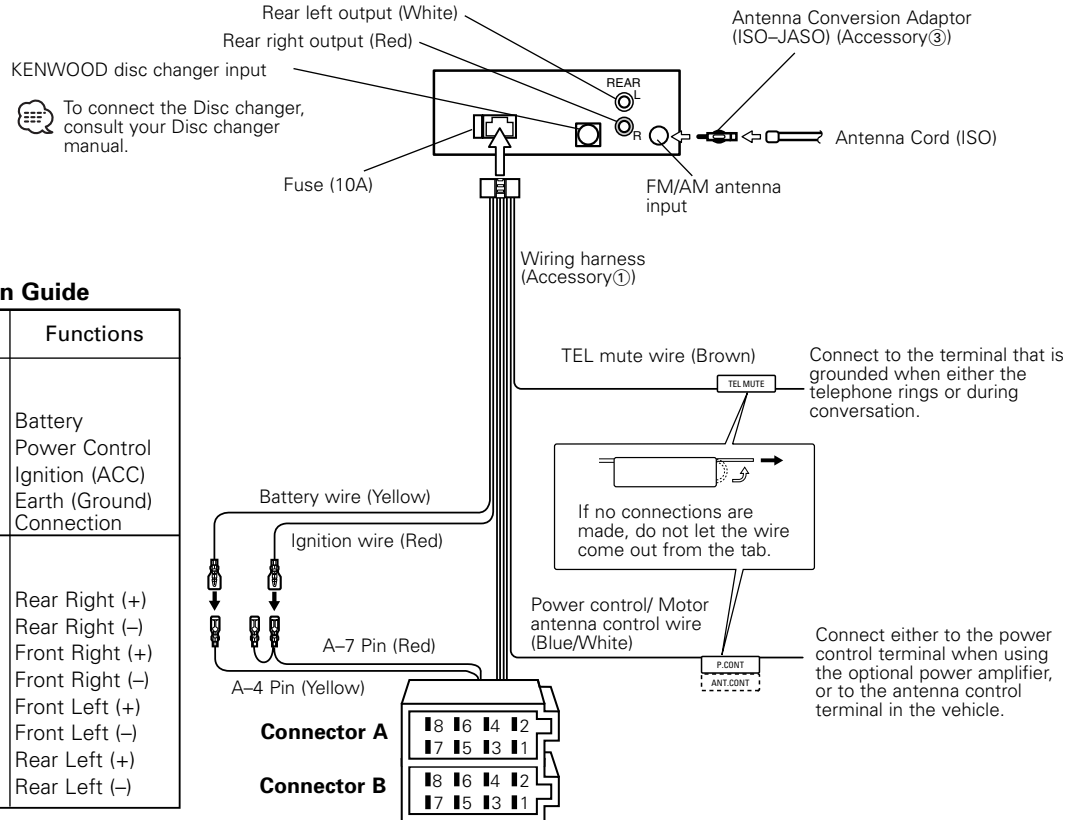 Rear left output (White)
Rear right output (Red)
KENWOOD disc changer input
To connect the Disc changer,
consult your Disc changer
manual.
Fuse (10A)
REAR
L
R
Antenna Conversion Adaptor
(ISO–JASO) (Accessory③)
Antenna Cord (ISO)
FM/AM antenna
input
Wiring harness
(Accessory①)
n Guide
Functions
Battery
Power Control
Ignition (ACC)
Earth (Ground)
Connection
Rear Right (+)
Rear Right (–)
Front Right (+)
Front Right (–)
Front Left (+)
Front Left (–)
Rear Left (+)
Rear Left (–)
TEL mute wire (Brown)
TEL MUTE
Connect to the terminal that is
grounded when either the
telephone rings or during
conversation.
If no connections are
made, do not let the wire
come out from the tab.
Battery wire (Yellow)
Ignition wire (Red)
A–7 Pin (Red)
A–4 Pin (Yellow)
Power control/ Motor
antenna control wire
(Blue/White)
P.CONT
ANT.CONT
Connect either to the power
control terminal when using
the optional power amplifier,
or to the antenna control
terminal in the vehicle.
Connector A
8 6 4 2
7 5 3 1
Connector B
8 6 4 2
7 5 3 1